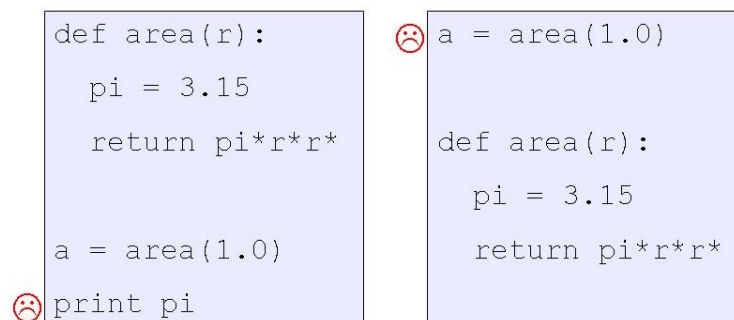 def area(r):
pi = 3.15
return pi*r*r*
a = area(1.0)
print pi
a = area(1.0)
def area(r):
pi = 3.15
return pi*r*r*